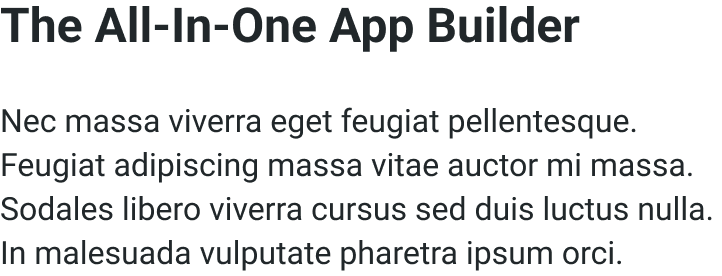 The All-In-One App Builder
Nec massa viverra eget feugiat pellentesque.
Feugiat adipiscing massa vitae auctor mi massa.
Sodales libero viverra cursus sed duis luctus nulla.
In malesuada vulputate pharetra ipsum orci.